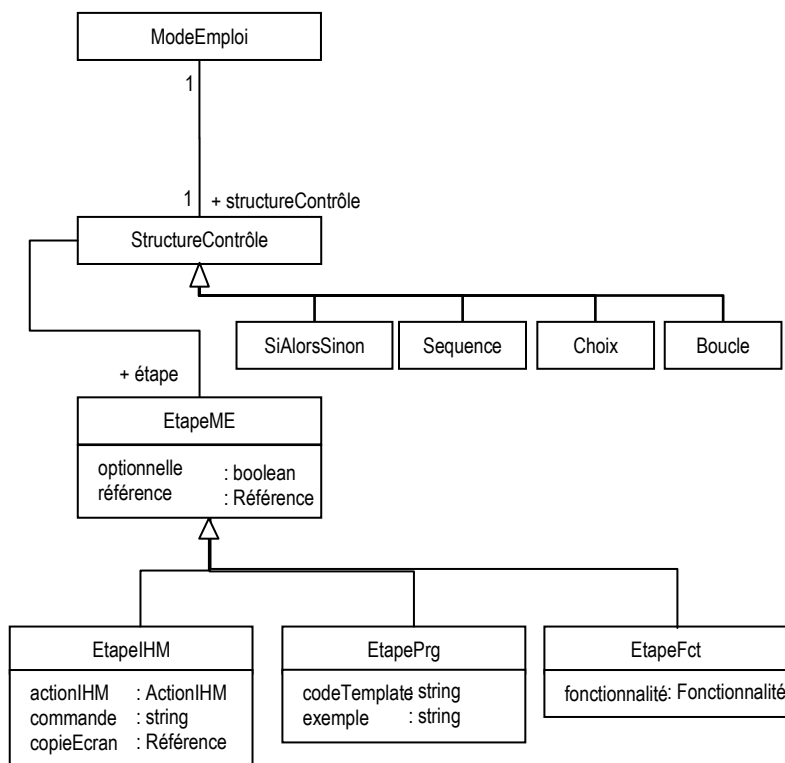 ModeEmploi
1
1 + structureContrôle
StructureContrôle
SiAlorsSinon Sequence Choix Boucle
+ étape
EtapeME
optionnelle : boolean
référence : Référence
EtapeIHM
actionIHM : ActionIHM
commande : string
copieEcran : Référence
EtapePrg
codeTemplate : string
exemple : string
EtapeFct
fonctionnalité : Fonctionnalité